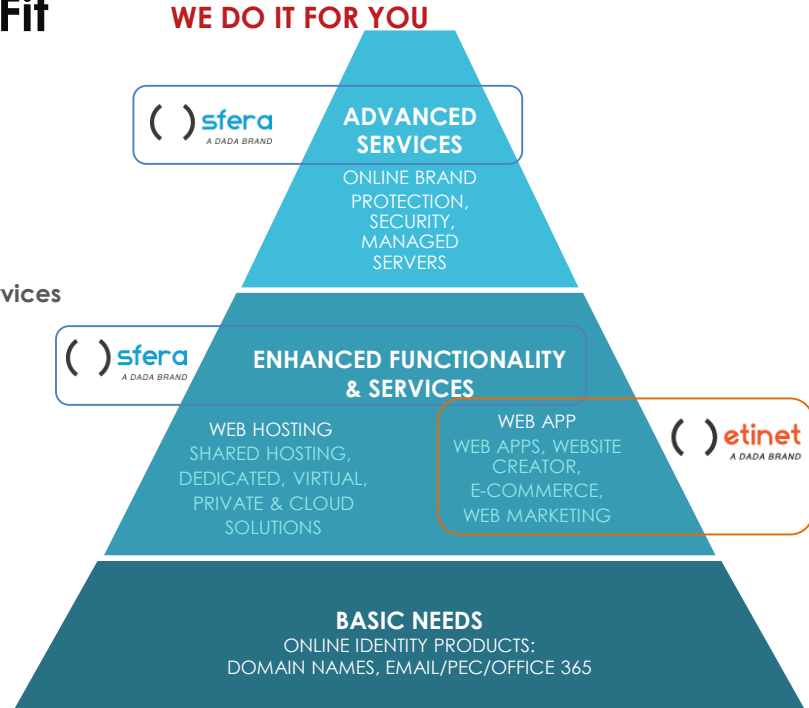 Fit
WE DO IT FOR YOU
( ) sfera
A DADA BRAND
ADVANCED
SERVICES
ONLINE BRAND
PROTECTION,
SECURITY,
MANAGED
SERVERS
vices
( ) sfera
A DADA BRAND
ENHANCED FUNCTIONALITY
& SERVICES
WEB HOSTING
SHARED HOSTING,
DEDICATED, VIRTUAL,
PRIVATE & CLOUD
SOLUTIONS
WEB APP
WEB APPS, WEBSITE
CREATOR,
E-COMMERCE,
WEB MARKETING
( ) etinet
A DADA BRAND
BASIC NEEDS
ONLINE IDENTITY PRODUCTS:
DOMAIN NAMES, EMAIL/PEC/OFFICE 365